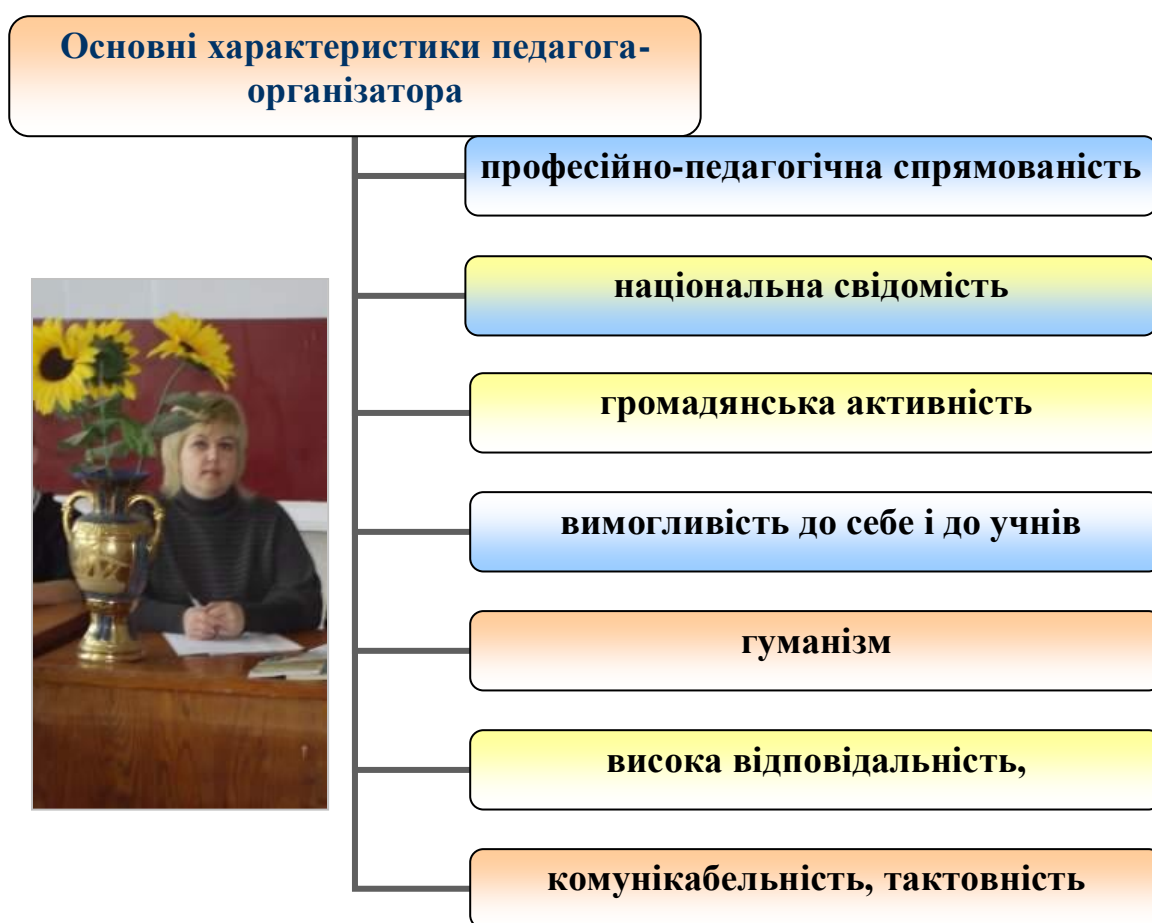 Основні характеристики педагога-
організатора
професійно-педагогічна спрямованість
національна свідомість
громадянська активність
вимогливість до себе і до учнів
гуманізм
висока відповідальність,
комунікабельність, тактовність